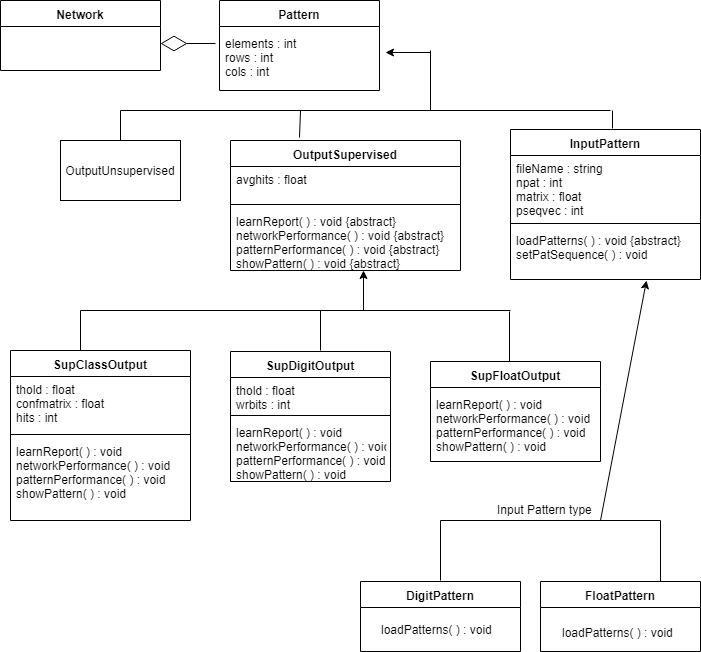 Network
Pattern
elements : int
rows : int
cols : int
OutputUnsupervised
OutputSupervised
avghits : float
learnReport( ) : void {abstract}
networkPerformance( ) : void {abstract}
patternPerformance( ) : void {abstract}
showPattern( ) : void {abstract}
InputPattern
fileName : string
npat : int
matrix : float
pseqvec : int
loadPatterns( ) : void {abstract}
setPatSequence( ) : void
SupClassOutput
thold : float
confmatrix : float
hits : int
learnReport( ) : void
networkPerformance( ) : void
patternPerformance( ) : void
showPattern( ) : void
SupDigitOutput
thold : float
wrbits : int
learnReport( ) : void
networkPerformance( ) : void
patternPerformance( ) : void
showPattern( ) : void
SupFloatOutput
learnReport( ) : void
networkPerformance( ) : void
patternPerformance( ) : void
showPattern( ) : void
Input Pattern type
DigitPattern
loadPatterns( ) : void
FloatPattern
loadPatterns( ) : void